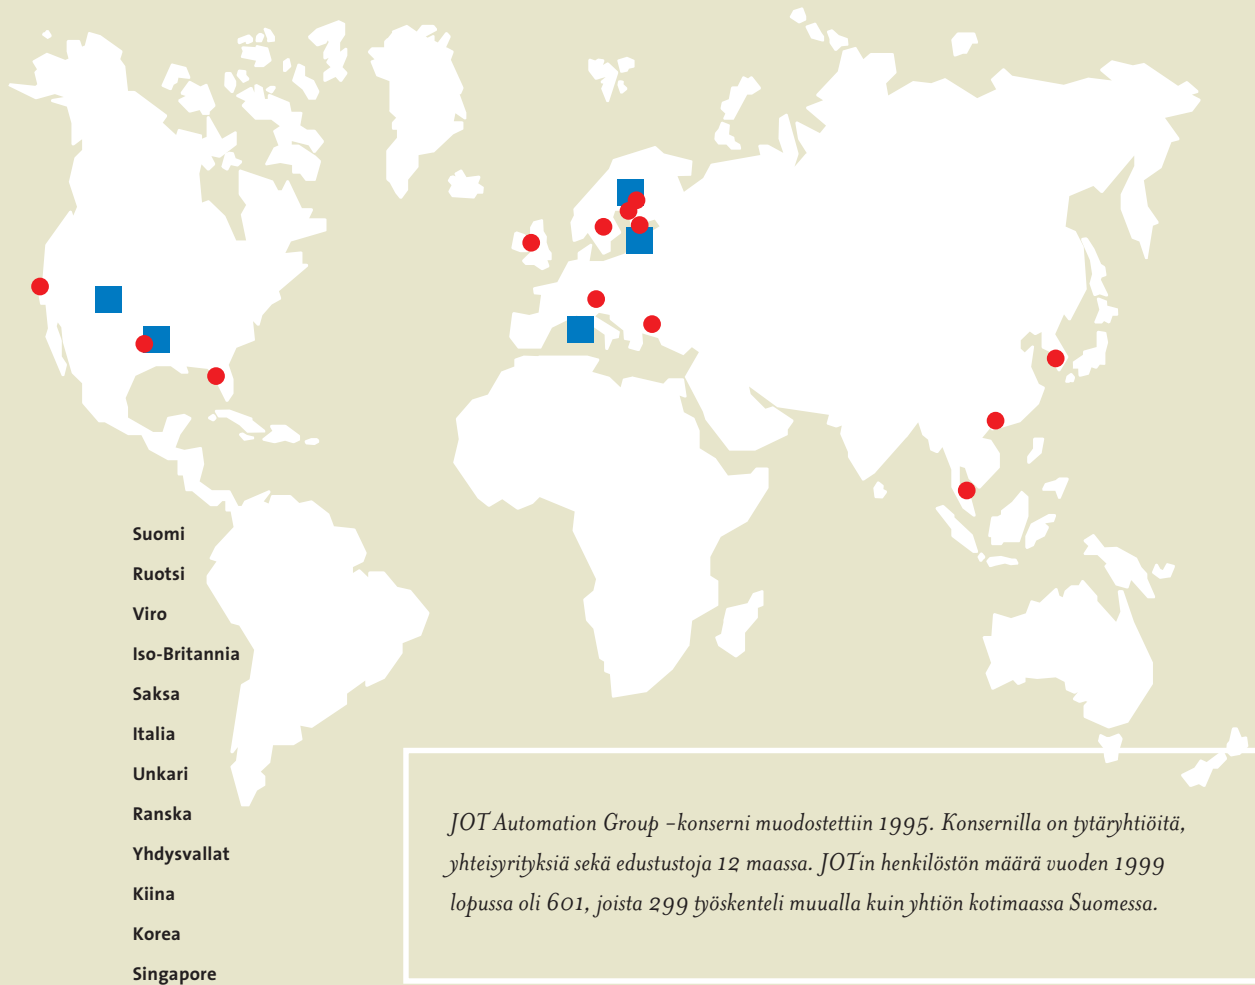 Suomi
Ruotsi
Viro
Iso-Britannia
Saksa
Italia
Unkari
Ranska
Yhdysvallat
Kiina
Korea
Singapore
JOT Automation Group –konserni muodostettiin 1995. Konsernilla on tytäryhtiöitä,
yhteisyrityksiä sekä edustustoja 12 maassa. JOTin henkilöstön määrä vuoden 1999
lopussa oli 601, joista 299 työskenteli muualla kuin yhtiön kotimaassa Suomessa.